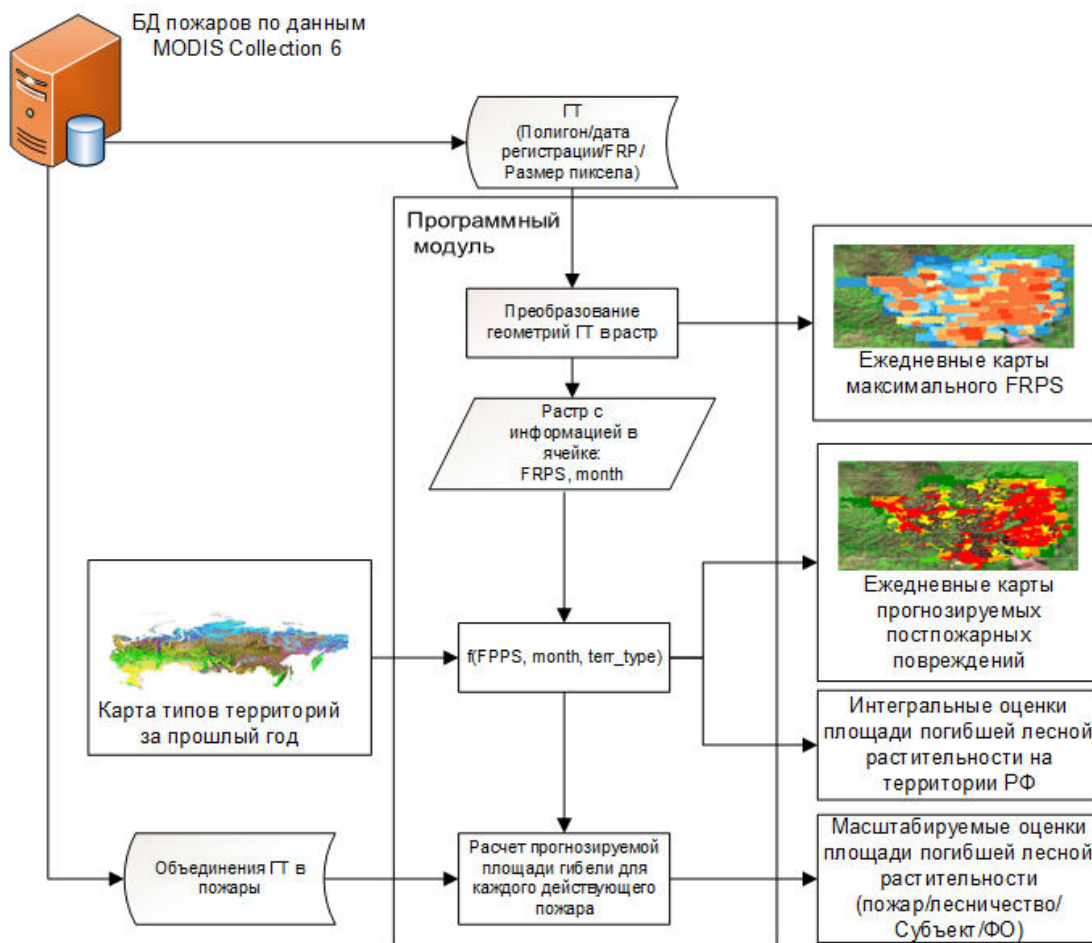 БД пожаров по данным
MODIS Collection 6
ГТ
(Полигон/дата
регистрации/FRP/
Размер пиксела)
Программный
модуль
Преобразование
геометрий ГТ в растр
Ежедневные карты
максимального FRPS
Растр с
информацией в
ячейке:
FRPS, month
Ежедневные карты
прогнозируемых
постпожарных
повреждений
f(FPPS, month, terr_type)
Карта типов территорий
за прошлый год
Интегральные оценки
площади погибшей лесной
растительности на
территории РФ
Объединения ГТ в
пожары
Расчет прогнозируемой
площади гибели для
каждого действующего
пожара
Масштабируемые оценки
площади погибшей лесной
растительности
(пожар/лесничество/
Субъект/ФО)